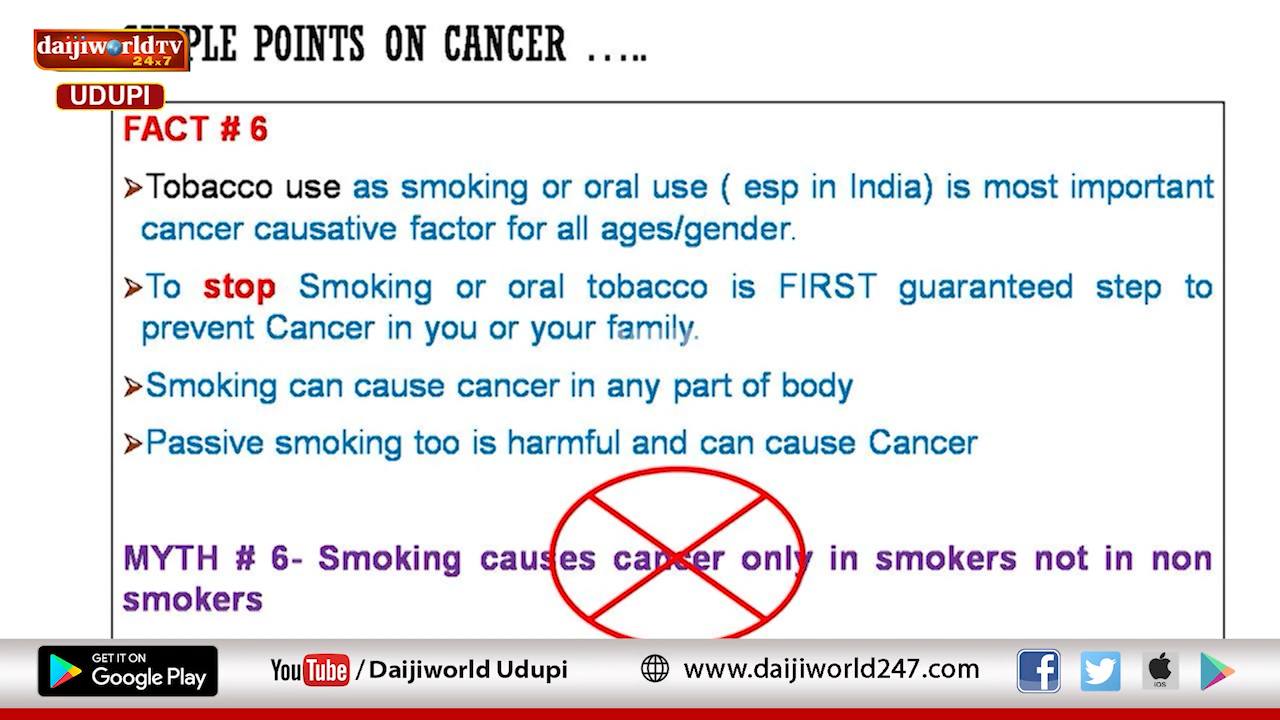 PLE POINTS ON CANCER .....
daijiworldTV
24x7
UDUPI
FACT # 6
➢Tobacco use as smoking or oral use ( esp in India) is most important
cancer causative factor for all ages/gender.
➢To stop Smoking or oral tobacco is FIRST guaranteed step to
prevent Cancer in you or your family.
➢Smoking can cause cancer in any part of body
➢Passive smoking too is harmful and can cause Cancer
MYTH # 6- Smoking causes cancer only in smokers not in non
smokers
GET IT ON
Google Play
YouTube / Daijiworld Udupi
www.daijiworld247.com
iOS